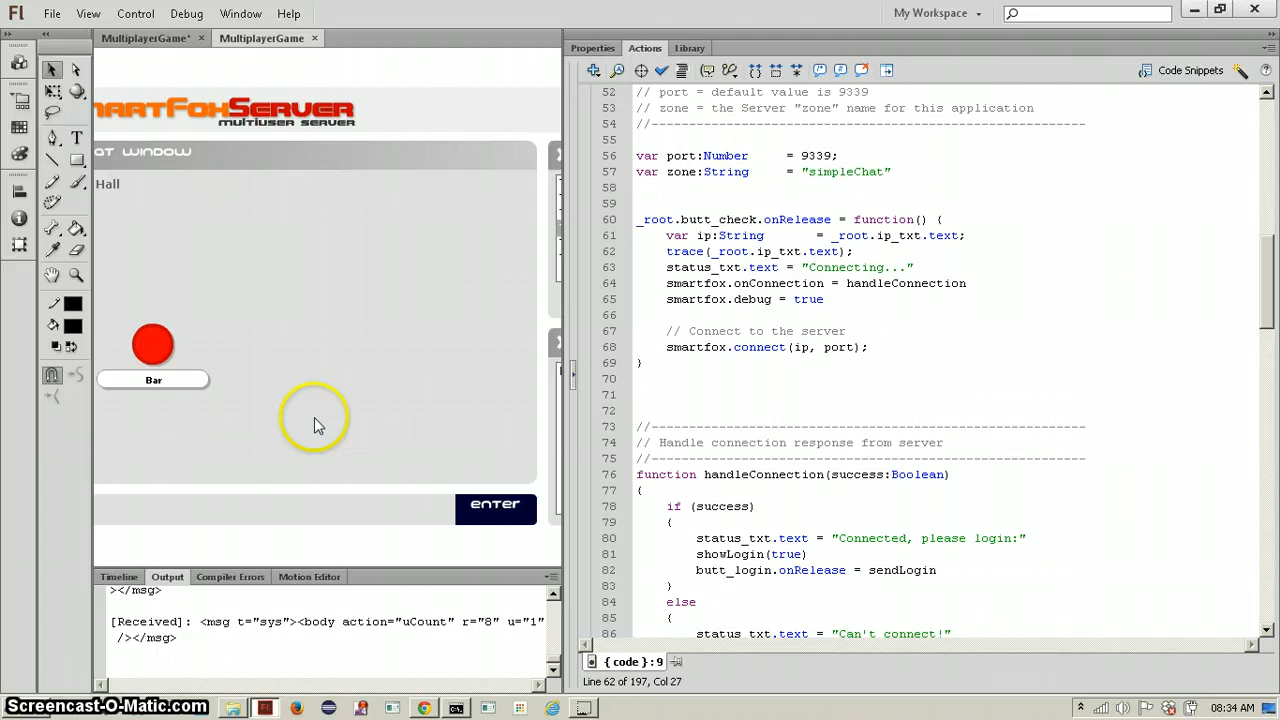 Fl File Edit Control Debug Window Help My Workspace
MultiplayerGame* × MultiplayerGame ×
Properties Actions Library
Code Snippets
52 // port = default value is 9339
53 // zone = the Server "zone" name for this application
54 //----------------------------------------------------------
55
56 var port:Number = 9339;
57 var zone:String = "simpleChat"
58
59
60 _root.butt_check.onRelease = function() {
61 var ip:String = _root.ip_txt.text;
62 trace(_root.ip_txt.text);
63 status_txt.text = "Connecting..."
64 smartfox.onConnection = handleConnection
65 smartfox.debug = true
66
67 // Connect to the server
68 smartfox.connect(ip, port);
69 }
70
71
72
73 //----------------------------------------------------------
74 // Handle connection response from server
75 //----------------------------------------------------------
76 function handleConnection(success:Boolean)
77 {
78 if (success)
79 {
80 status_txt.text = "Connected, please login:"
81 showLogin(true)
82 butt_login.onRelease = sendLogin
83 }
84 else
85 {
86 status_txt.text = "Can't connect!"
{ code } : 9
Line 62 of 197, Col 27
MARTFOXSERVER
MULTIUSER SERVER
AT WINDOW
Hall
Bar
ENTER
Timeline Output Compiler Errors Motion Editor
></msg>
[Received]: <msg t="sys"><body action="uCount" r="8" u="1"
/></msg>
Screencast-O-Matic.com
08:34 AM